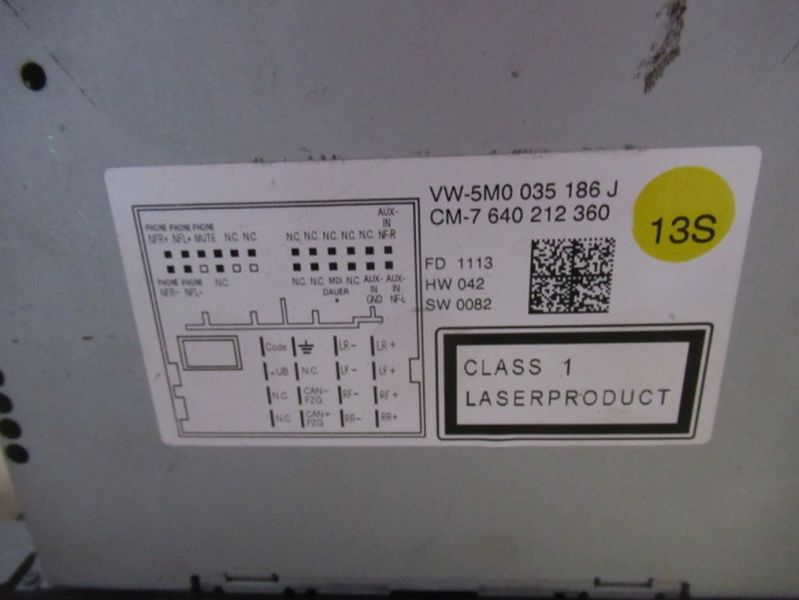 VW-5M0 035 186 J
CM-7 640 212 360
13S
FD 1113
HW 042
SW 0082
CLASS 1
LASERPRODUCT
AUX-
IN
NF-R
PHONE PHONE PHONE
NFR+ NFL+ MUTE N.C. N.C.
N.C. N.C. N.C. N.C. N.C.
PHONE PHONE
NFR- NFL-
N.C.
N.C. N.C. MDI N.C. AUX- AUX-
DAUER IN IN
+ GND NF-L
Code LR- LR+
+UB N.C. LF- LF+
N.C. CAN- FZG RF- RF+
N.C. CAN+ FZG RR- RR+